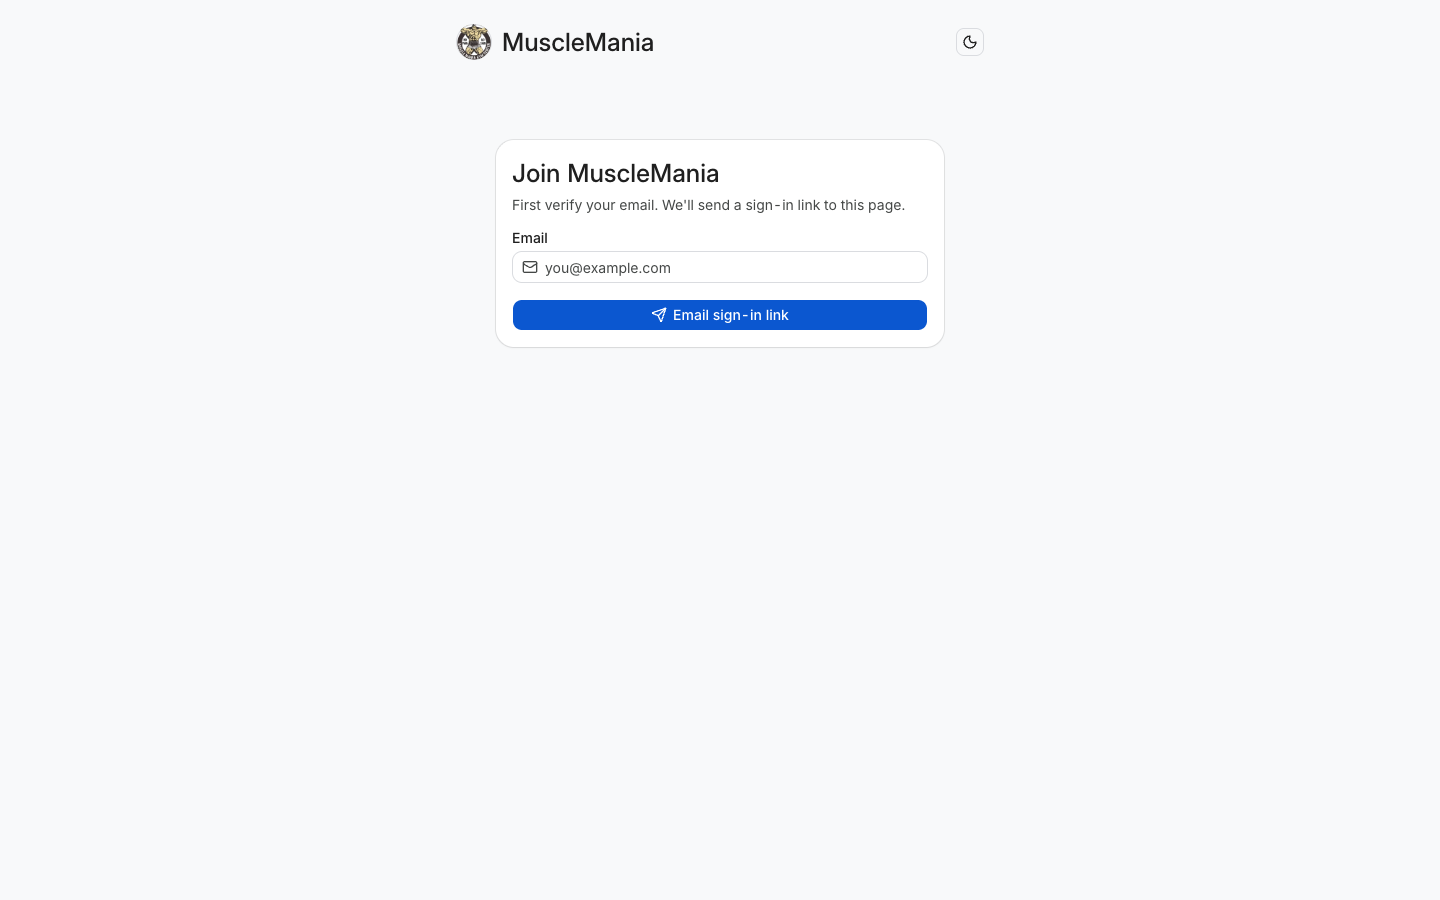 MuscleMania
Join MuscleMania
First verify your email. We'll send a sign-in link to this page.
Email
you@example.com
Email sign-in link